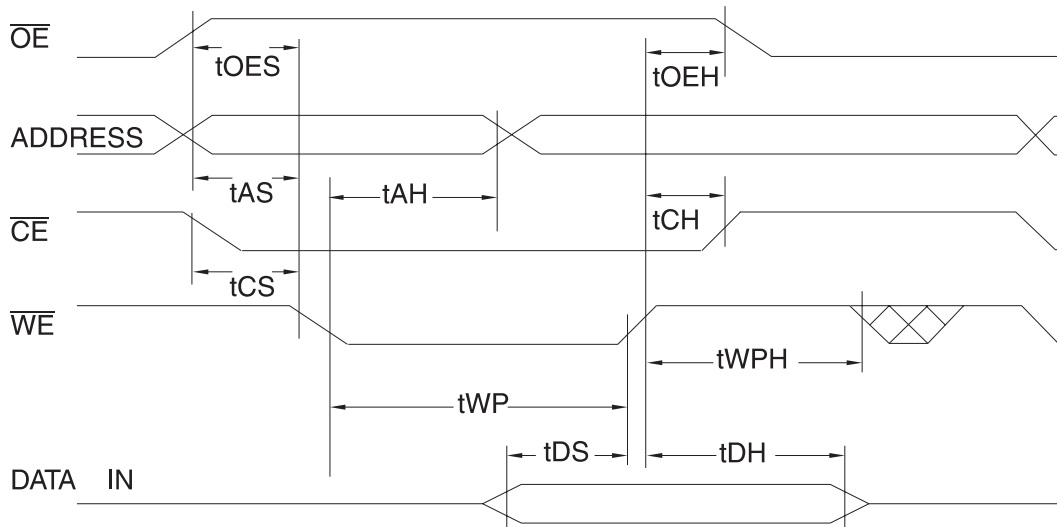 OE
tOES
tOEH
ADDRESS
tAS
tAH
tCH
CE
tCS
WE
tWPH
tWP
tDS
tDH
DATA IN